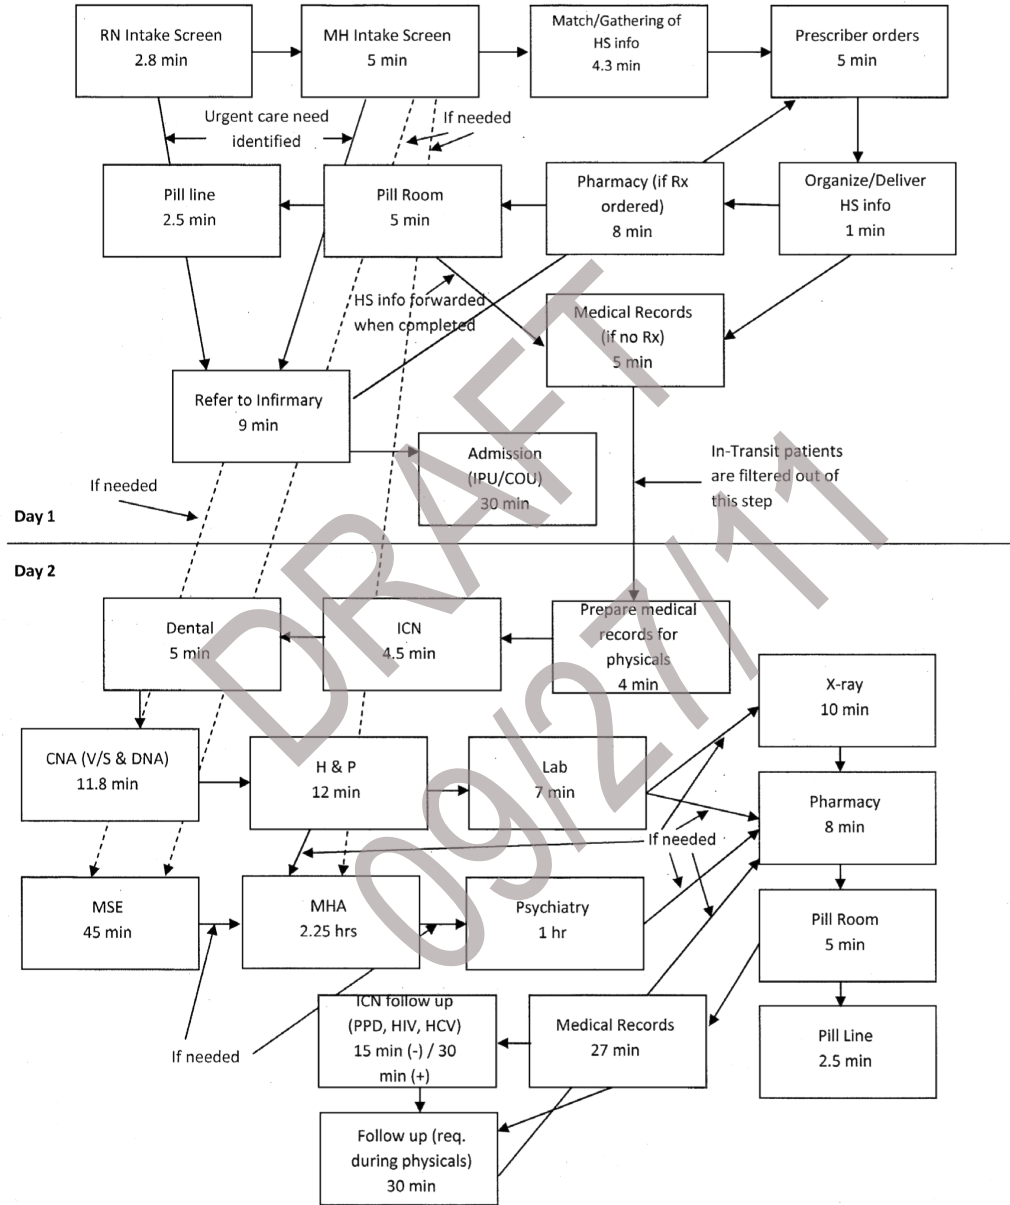 RN Intake Screen
2.8 min
MH Intake Screen
5 min
Match/Gathering of
HS info
4.3 min
Prescriber orders
5 min
Urgent care need
identified
If needed
Pill line
2.5 min
Pill Room
5 min
Pharmacy (if Rx
ordered)
8 min
Organize/Deliver
HS info
1 min
HS info forwarded
when completed
Medical Records
(if no Rx)
5 min
Refer to Infirmary
9 min
Admission
(IPU/COU)
30 min
In-Transit patients
are filtered out of
this step
If needed
Day 1
Day 2
Dental
5 min
ICN
4.5 min
Prepare medical
records for
physicals
4 min
X-ray
10 min
CNA (V/S & DNA)
11.8 min
H & P
12 min
Lab
7 min
Pharmacy
8 min
If needed
MSE
45 min
MHA
2.25 hrs
Psychiatry
1 hr
Pill Room
5 min
ICN follow up
(PPD, HIV, HCV)
15 min (-) / 30
min (+)
Medical Records
27 min
Pill Line
2.5 min
If needed
Follow up (req.
during physicals)
30 min
DRAFT
09/27/11